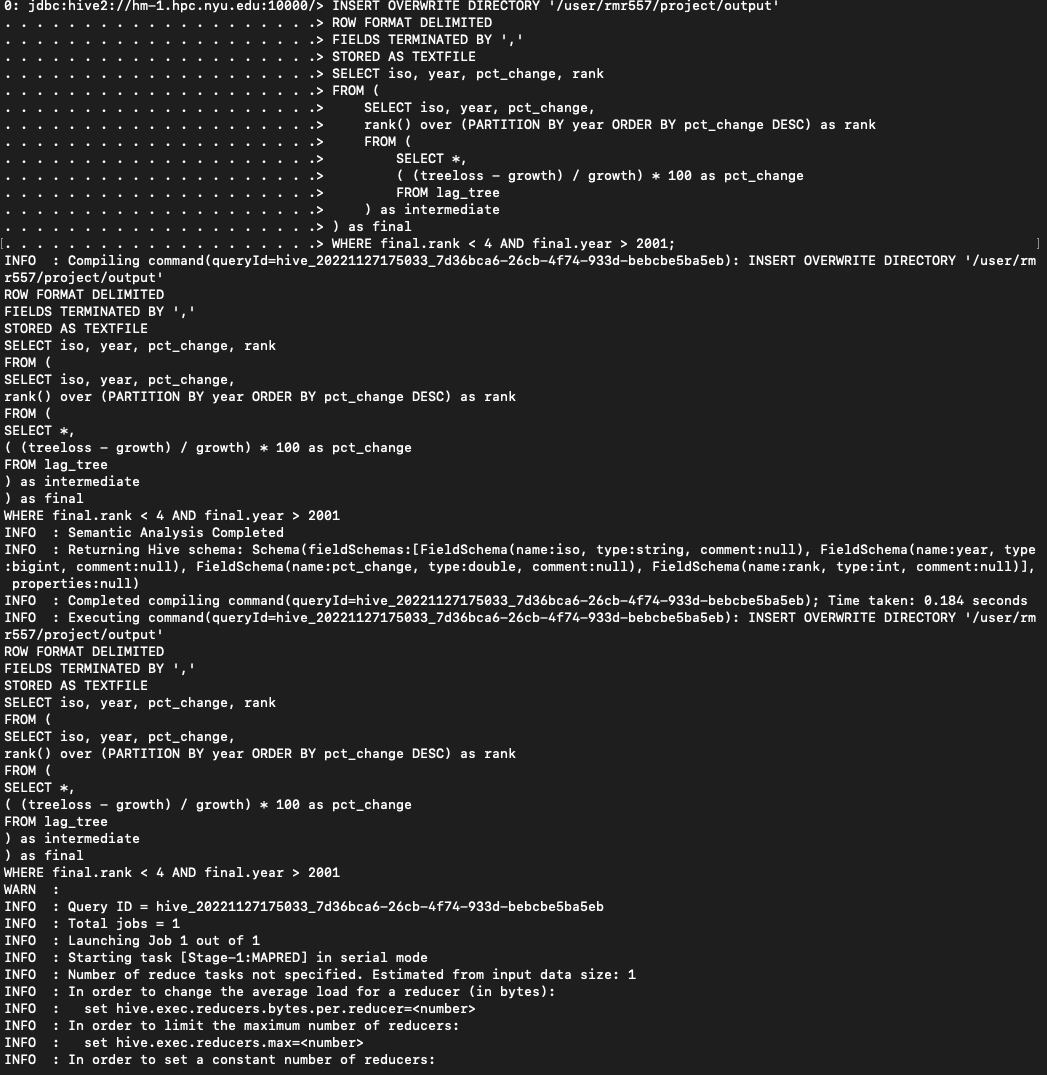 0: jdbc:hive2://hm-1.hpc.nyu.edu:10000/> INSERT OVERWRITE DIRECTORY '/user/rmr557/project/output'
. . . . . . . . . . . . . . . . . . . .> ROW FORMAT DELIMITED
. . . . . . . . . . . . . . . . . . . .> FIELDS TERMINATED BY ','
. . . . . . . . . . . . . . . . . . . .> STORED AS TEXTFILE
. . . . . . . . . . . . . . . . . . . .> SELECT iso, year, pct_change, rank
. . . . . . . . . . . . . . . . . . . .> FROM (
. . . . . . . . . . . . . . . . . . . .>     SELECT iso, year, pct_change,
. . . . . . . . . . . . . . . . . . . .>     rank() over (PARTITION BY year ORDER BY pct_change DESC) as rank
. . . . . . . . . . . . . . . . . . . .>     FROM (
. . . . . . . . . . . . . . . . . . . .>         SELECT *,
. . . . . . . . . . . . . . . . . . . .>         ( (treeloss - growth) / growth) * 100 as pct_change
. . . . . . . . . . . . . . . . . . . .>         FROM lag_tree
. . . . . . . . . . . . . . . . . . . .>     ) as intermediate
. . . . . . . . . . . . . . . . . . . .> ) as final
[. . . . . . . . . . . . . . . . . . . .> WHERE final.rank < 4 AND final.year > 2001; ]
INFO  : Compiling command(queryId=hive_20221127175033_7d36bca6-26cb-4f74-933d-bebcbe5ba5eb): INSERT OVERWRITE DIRECTORY '/user/rm
r557/project/output'
ROW FORMAT DELIMITED
FIELDS TERMINATED BY ','
STORED AS TEXTFILE
SELECT iso, year, pct_change, rank
FROM (
SELECT iso, year, pct_change,
rank() over (PARTITION BY year ORDER BY pct_change DESC) as rank
FROM (
SELECT *,
( (treeloss - growth) / growth) * 100 as pct_change
FROM lag_tree
) as intermediate
) as final
WHERE final.rank < 4 AND final.year > 2001
INFO  : Semantic Analysis Completed
INFO  : Returning Hive schema: Schema(fieldSchemas:[FieldSchema(name:iso, type:string, comment:null), FieldSchema(name:year, type
:bigint, comment:null), FieldSchema(name:pct_change, type:double, comment:null), FieldSchema(name:rank, type:int, comment:null)],
 properties:null)
INFO  : Completed compiling command(queryId=hive_20221127175033_7d36bca6-26cb-4f74-933d-bebcbe5ba5eb); Time taken: 0.184 seconds
INFO  : Executing command(queryId=hive_20221127175033_7d36bca6-26cb-4f74-933d-bebcbe5ba5eb): INSERT OVERWRITE DIRECTORY '/user/rm
r557/project/output'
ROW FORMAT DELIMITED
FIELDS TERMINATED BY ','
STORED AS TEXTFILE
SELECT iso, year, pct_change, rank
FROM (
SELECT iso, year, pct_change,
rank() over (PARTITION BY year ORDER BY pct_change DESC) as rank
FROM (
SELECT *,
( (treeloss - growth) / growth) * 100 as pct_change
FROM lag_tree
) as intermediate
) as final
WHERE final.rank < 4 AND final.year > 2001
WARN  :
INFO  : Query ID = hive_20221127175033_7d36bca6-26cb-4f74-933d-bebcbe5ba5eb
INFO  : Total jobs = 1
INFO  : Launching Job 1 out of 1
INFO  : Starting task [Stage-1:MAPRED] in serial mode
INFO  : Number of reduce tasks not specified. Estimated from input data size: 1
INFO  : In order to change the average load for a reducer (in bytes):
INFO  :   set hive.exec.reducers.bytes.per.reducer=<number>
INFO  : In order to limit the maximum number of reducers:
INFO  :   set hive.exec.reducers.max=<number>
INFO  : In order to set a constant number of reducers: